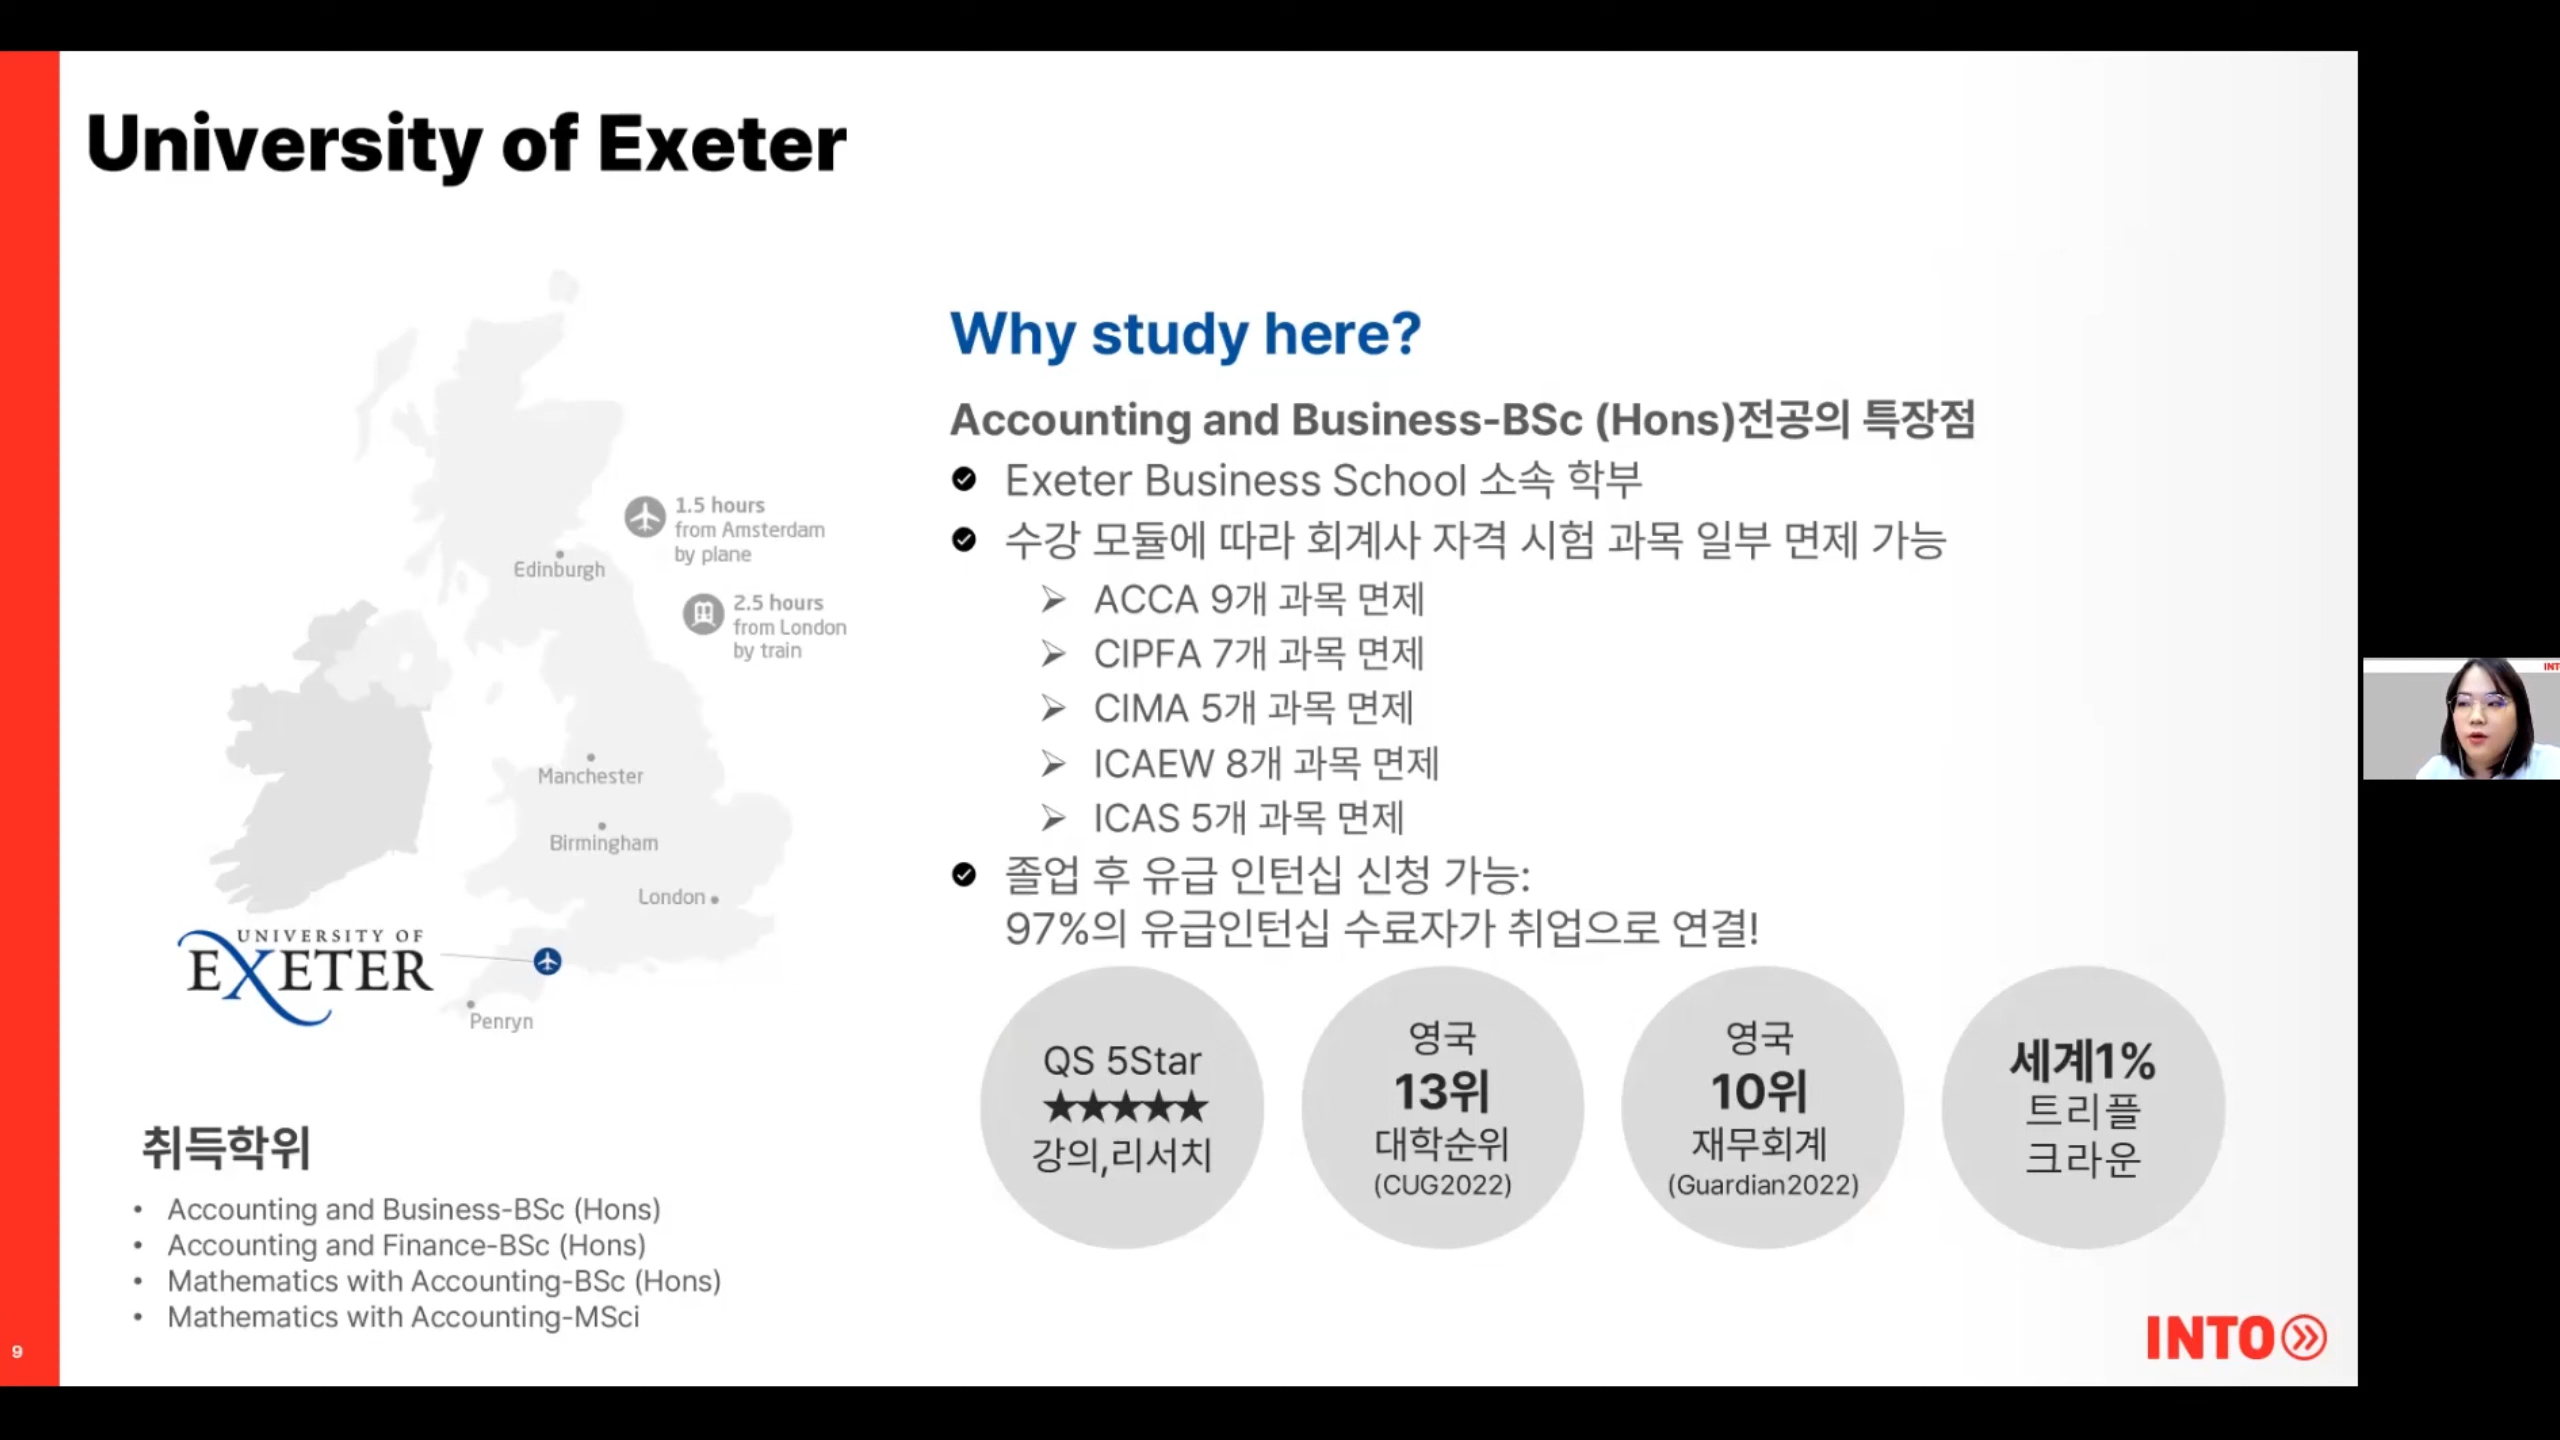 University of Exeter
1.5 hours
from Amsterdam
by plane
Edinburgh
2.5 hours
from London
by train
Manchester
Birmingham
London
UNIVERSITY OF
EXETER
Penryn
취득학위
• Accounting and Business-BSc (Hons)
• Accounting and Finance-BSc (Hons)
• Mathematics with Accounting-BSc (Hons)
• Mathematics with Accounting-MSci
9
Why study here?
Accounting and Business-BSc (Hons)전공의 특장점
Exeter Business School 소속 학부
수강 모듈에 따라 회계사 자격 시험 과목 일부 면제 가능
ACCA 9개 과목 면제
CIPFA 7개 과목 면제
CIMA 5개 과목 면제
ICAEW 8개 과목 면제
ICAS 5개 과목 면제
졸업 후 유급 인턴십 신청 가능:
97%의 유급인턴십 수료자가 취업으로 연결!
QS 5Star
★★★★★
강의,리서치
영국
13위
대학순위
(CUG2022)
영국
10위
재무회계
(Guardian2022)
세계1%
트리플
크라운
INTO
INT